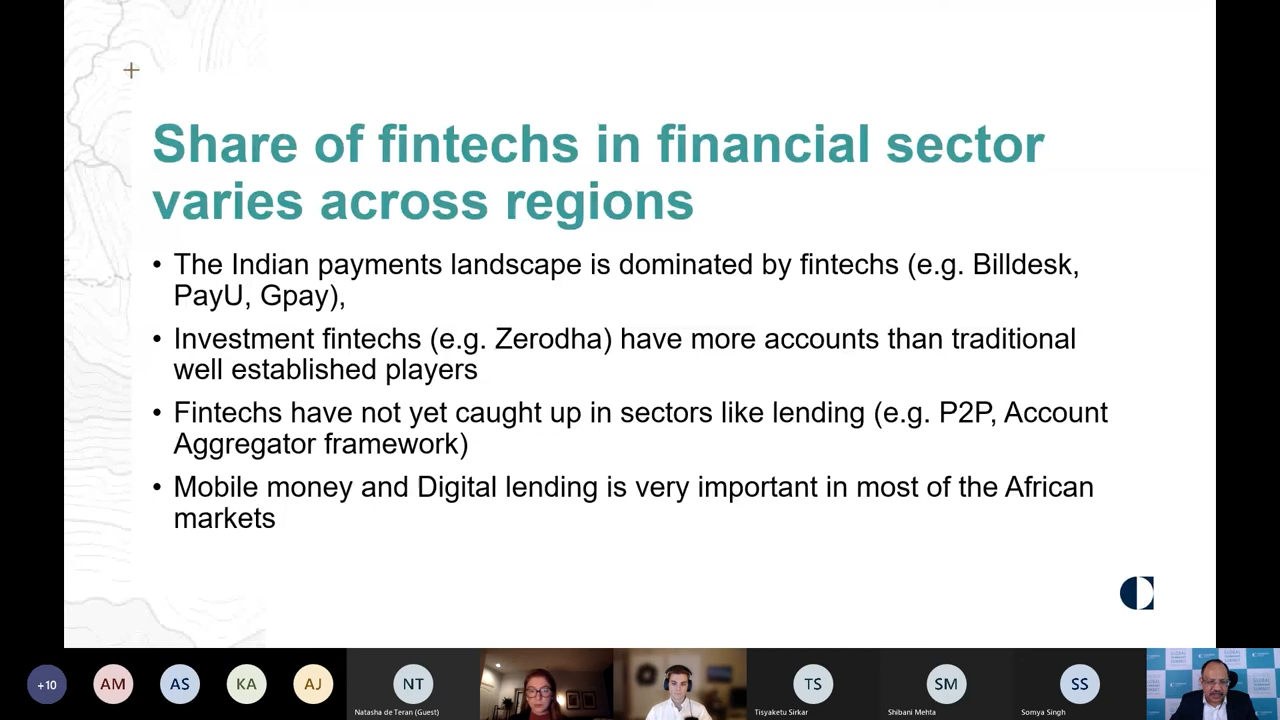 Share of fintechs in financial sector
varies across regions
• The Indian payments landscape is dominated by fintechs (e.g. Billdesk,
PayU, Gpay),
• Investment fintechs (e.g. Zerodha) have more accounts than traditional
well established players
• Fintechs have not yet caught up in sectors like lending (e.g. P2P, Account
Aggregator framework)
• Mobile money and Digital lending is very important in most of the African
markets
+10
AM
AS
KA
AJ
NT
TS
SM
SS
Natasha de Teran (Guest)
Tisyaketu Sirkar
Shibani Mehta
Somya Singh